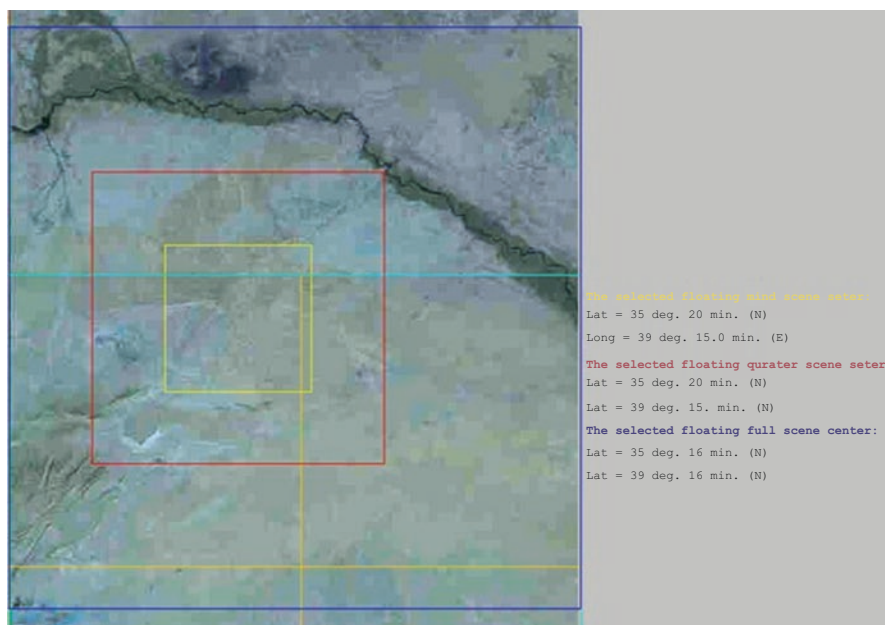 The selected floating mind scene seter:
Lat = 35 deg. 20 min. (N)
Long = 39 deg. 15.0 min. (E)
The selected floating qurater scene seter
Lat = 35 deg. 20 min. (N)
Lat = 39 deg. 15. min. (N)
The selected floating full scene center:
Lat = 35 deg. 16 min. (N)
Lat = 39 deg. 16 min. (N)